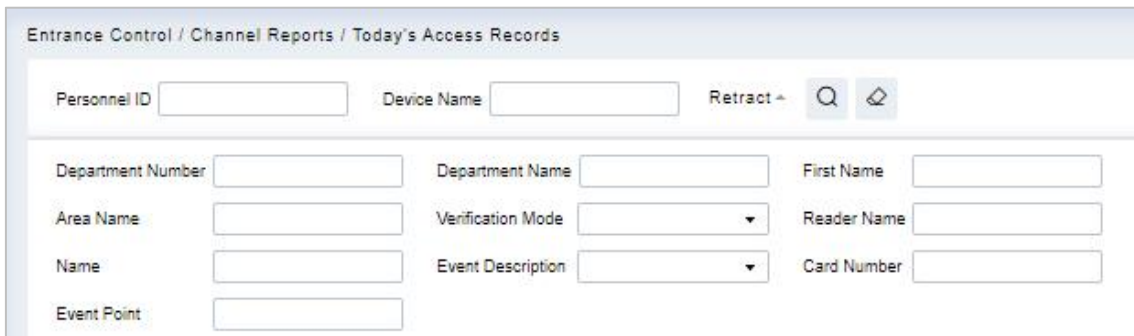 Entrance Control / Channel Reports / Today's Access Records
Personnel ID Device Name Retract
Department Number Department Name First Name
Area Name Verification Mode Reader Name
Name Event Description Card Number
Event Point